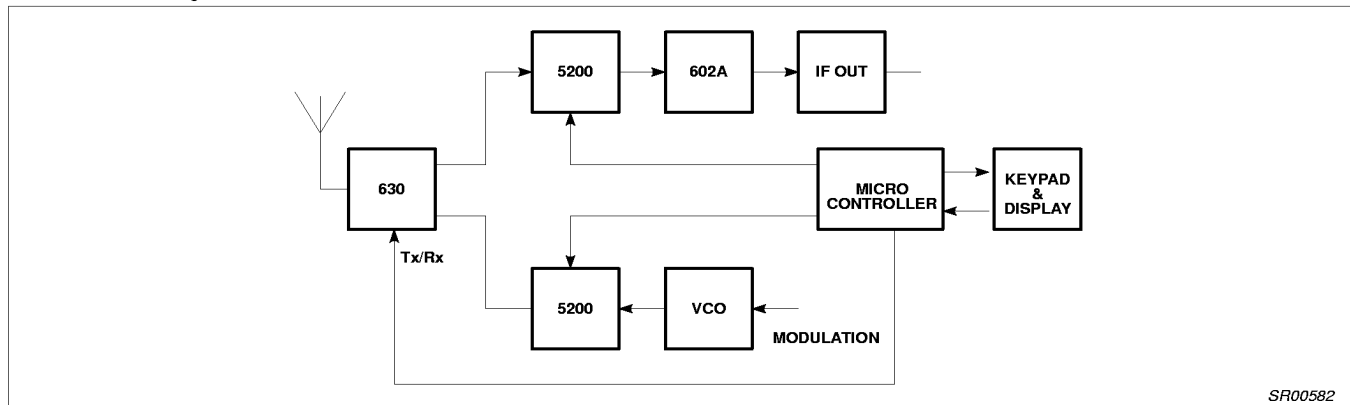 5200
602A
IF OUT
630
MICRO
CONTROLLER
KEYPAD
&
DISPLAY
Tx/Rx
5200
VCO
MODULATION
SR00582